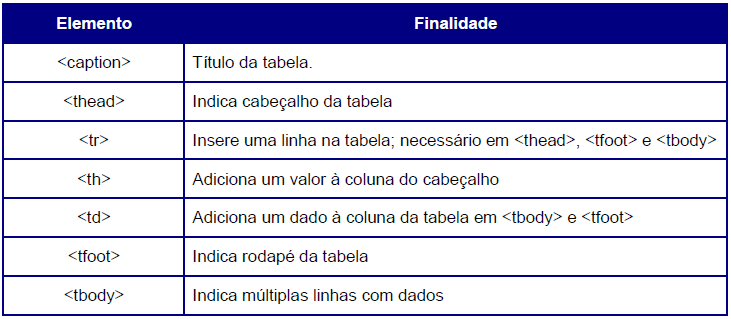 Elemento Finalidade
<caption> Título da tabela.
<thead> Indica cabeçalho da tabela
<tr> Insere uma linha na tabela; necessário em <thead>, <tfoot> e <tbody>
<th> Adiciona um valor à coluna do cabeçalho
<td> Adiciona um dado à coluna da tabela em <tbody> e <tfoot>
<tfoot> Indica rodapé da tabela
<tbody> Indica múltiplas linhas com dados